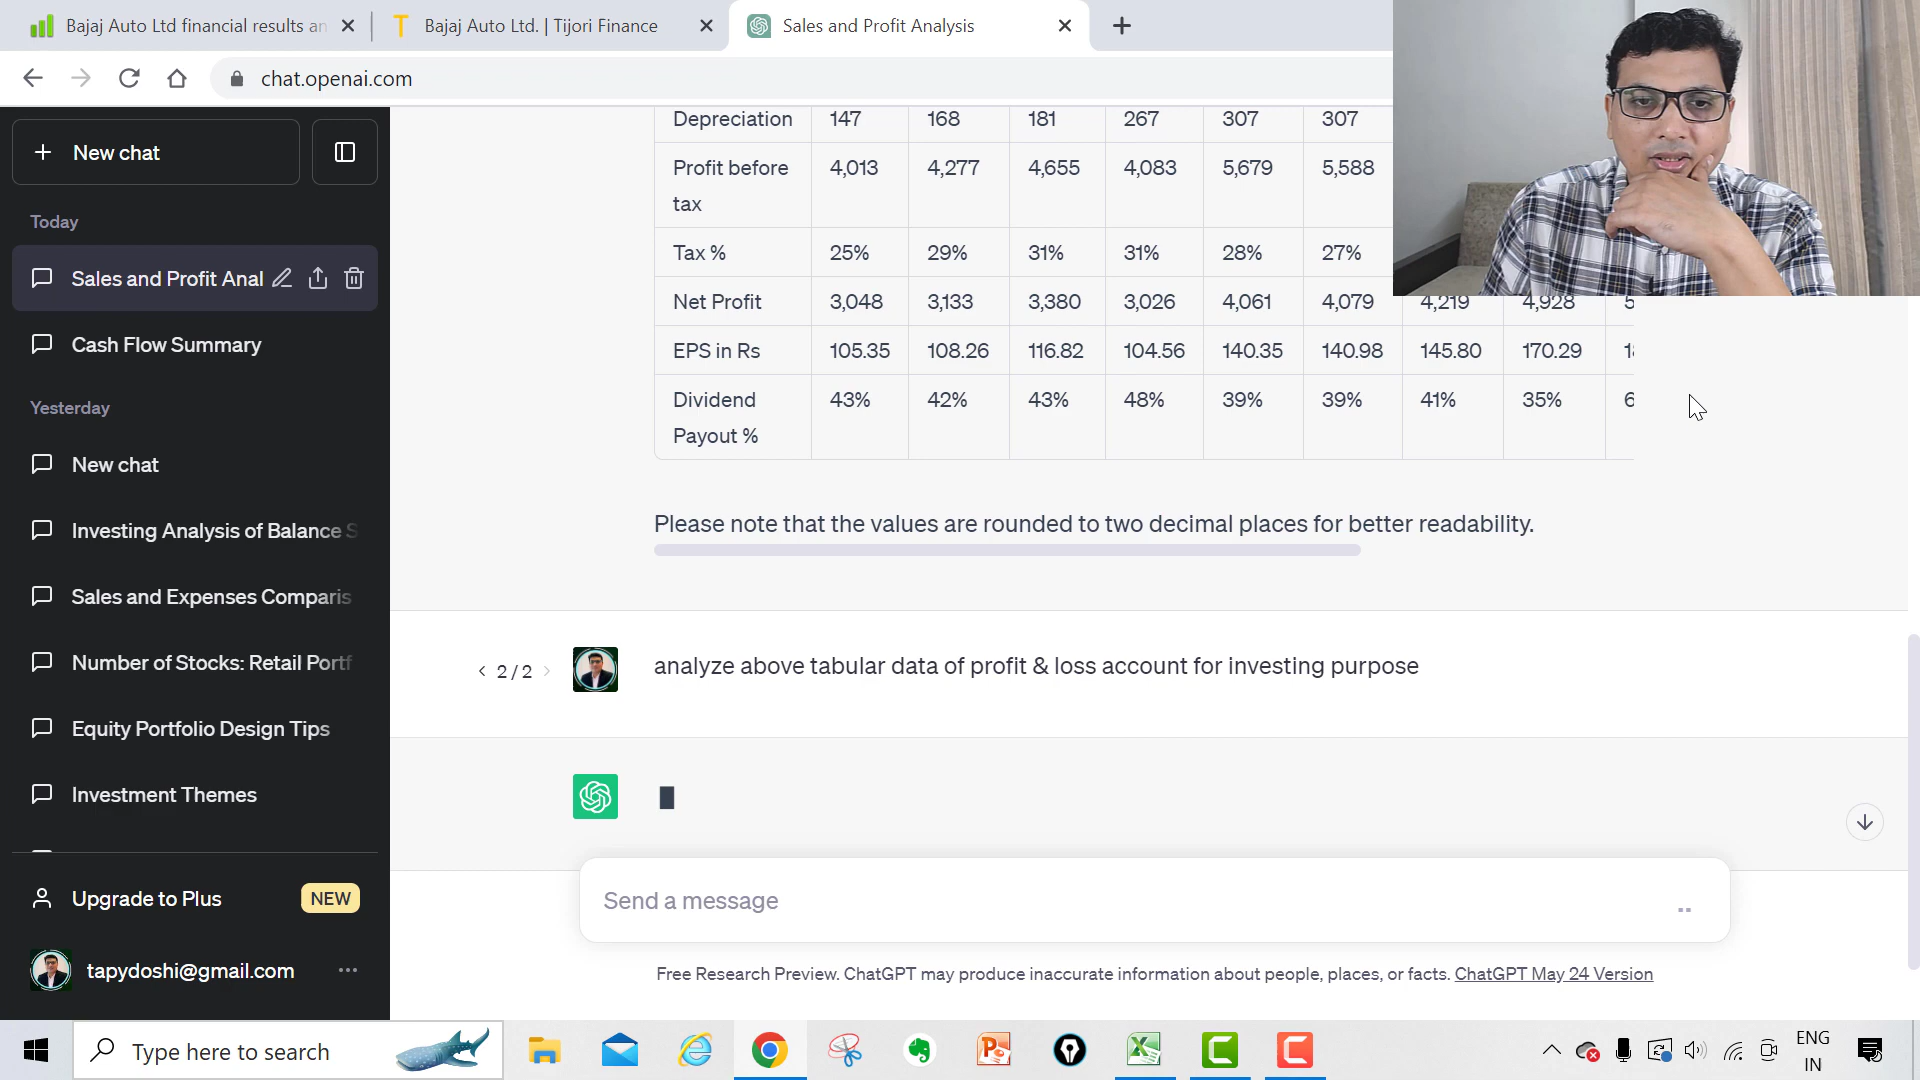 Bajaj Auto Ltd financial results an
Bajaj Auto Ltd. | Tijori Finance
Sales and Profit Analysis
chat.openai.com
New chat
Today
Sales and Profit Anal
Cash Flow Summary
Yesterday
New chat
Investing Analysis of Balance S
Sales and Expenses Comparis
Number of Stocks: Retail Portf
Equity Portfolio Design Tips
Investment Themes
Upgrade to Plus NEW
tapydoshi@gmail.com
Depreciation 147 168 181 267 307 307
Profit before 4,013 4,277 4,655 4,083 5,679 5,588
tax
Tax % 25% 29% 31% 31% 28% 27%
Net Profit 3,048 3,133 3,380 3,026 4,061 4,079 4,219 4,928 5
EPS in Rs 105.35 108.26 116.82 104.56 140.35 140.98 145.80 170.29
Dividend 43% 42% 43% 48% 39% 39% 41% 35% 6
Payout %
Please note that the values are rounded to two decimal places for better readability.
< 2 / 2 >
analyze above tabular data of profit & loss account for investing purpose
Send a message
Free Research Preview. ChatGPT may produce inaccurate information about people, places, or facts. ChatGPT May 24 Version
Type here to search
ENG
IN